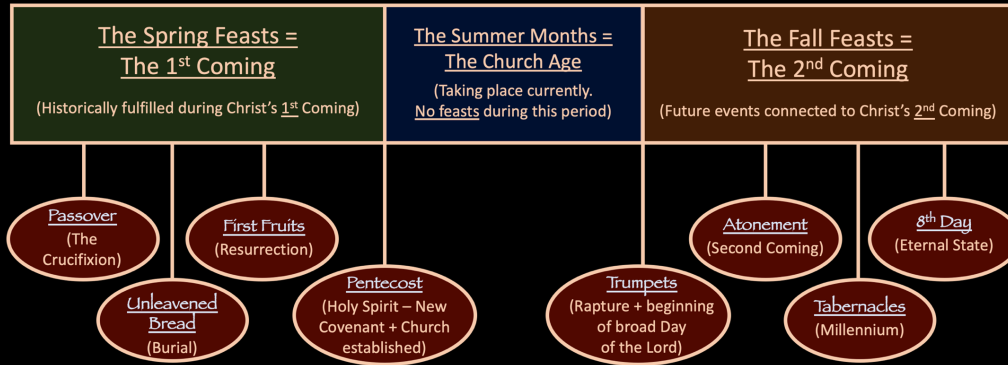 The Spring Feasts =
The 1st Coming
(Historically fulfilled during Christ's 1st Coming)
The Summer Months =
The Church Age
(Taking place currently.
No feasts during this period)
The Fall Feasts =
The 2nd Coming
(Future events connected to Christ's 2nd Coming)
Passover
(The
Crucifixion)
Unleavened
Bread
(Burial)
First Fruits
(Resurrection)
Pentecost
(Holy Spirit – New
Covenant + Church
established)
Trumpets
(Rapture + beginning
of broad Day
of the Lord)
Atonement
(Second Coming)
Tabernacles
(Millennium)
8th Day
(Eternal State)